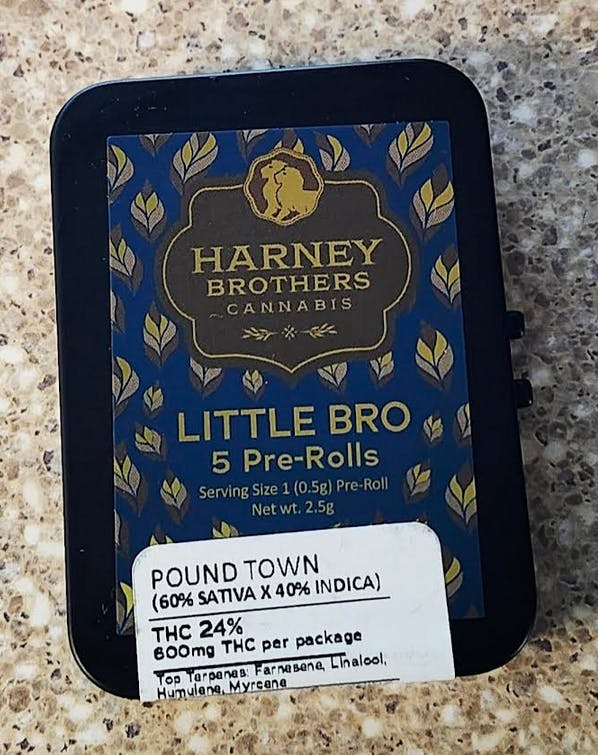 HARNEY
BROTHERS
CANNABIS
LITTLE BRO
5 Pre-Rolls
Serving Size 1 (0.5g) Pre-Roll
Net wt. 2.5g
POUND TOWN
(60% SATIVA X 40% INDICA)
THC 24%
600mg THC per package
Top Terpenes: Farnesene, Linalool,
Humulene, Myrcene